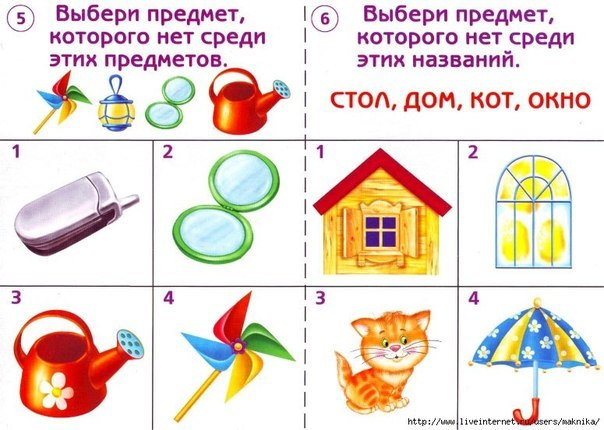 5
Выбери предмет,
которого нет среди
этих предметов.
1
2
3
4
6
Выбери предмет,
которого нет среди
этих названий.
СТОЛ, ДОМ, КОТ, ОКНО
1
2
3
4
http://www.liveinternet.ru/users/maknika/